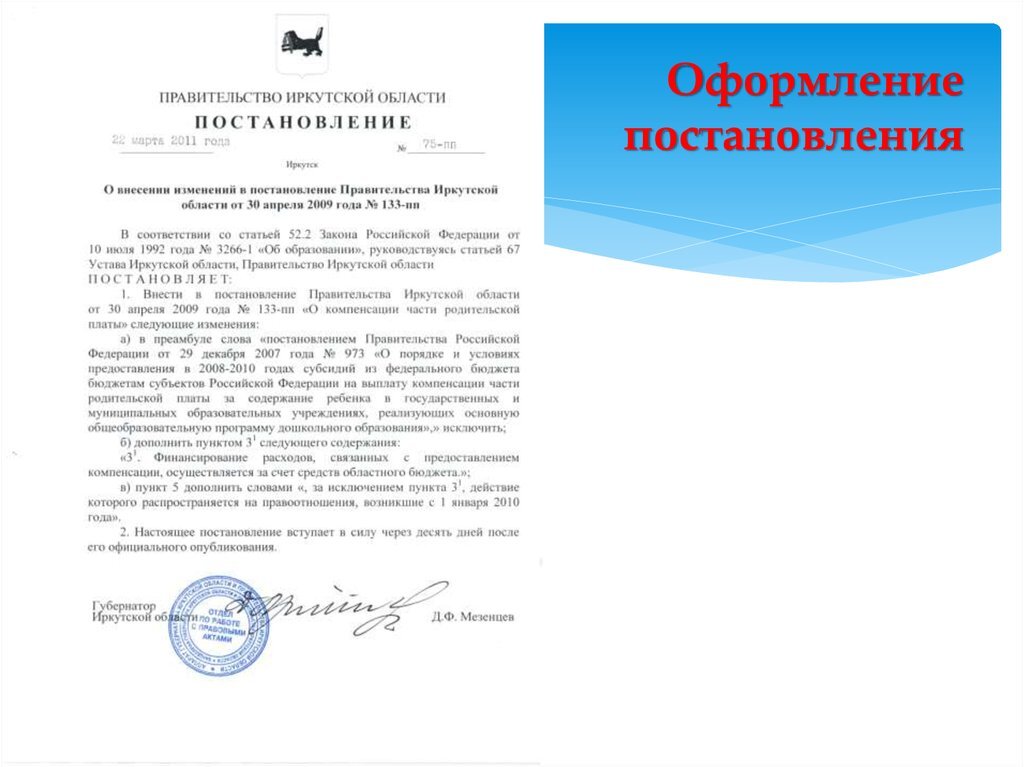 ПРАВИТЕЛЬСТВО ИРКУТСКОЙ ОБЛАСТИ
ПОСТАНОВЛЕНИЕ
22 марта 2011 года
№ 75-пп
Иркутск
О внесении изменений в постановление Правительства Иркутской
области от 30 апреля 2009 года № 133-пп
В соответствии со статьей 52.2 Закона Российской Федерации от
10 июля 1992 года № 3266-1 «Об образовании», руководствуясь статьей 67
Устава Иркутской области, Правительство Иркутской области
П О С Т А Н О В Л Я Е Т:
1. Внести в постановление Правительства Иркутской области
от 30 апреля 2009 года № 133-пп «О компенсации части родительской
платы» следующие изменения:
а) в преамбуле слова «постановлением Правительства Российской
Федерации от 29 декабря 2007 года № 973 «О порядке и условиях
предоставления в 2008-2010 годах субсидий из федерального бюджета
бюджетам субъектов Российской Федерации на выплату компенсации части
родительской платы за содержание ребенка в государственных и
муниципальных образовательных учреждениях, реализующих основную
общеобразовательную программу дошкольного образования»,» исключить;
б) дополнить пунктом 3¹ следующего содержания:
«3¹. Финансирование расходов, связанных с предоставлением
компенсации, осуществляется за счет средств областного бюджета.»;
в) пункт 5 дополнить словами «, за исключением пункта 3¹, действие
которого распространяется на правоотношения, возникшие с 1 января 2010
года».
2. Настоящее постановление вступает в силу через десять дней после
его официального опубликования.
Губернатор
Иркутской области
Д.Ф. Мезенцев
ОТДЕЛ
ПО РАБОТЕ
С ПРАВОВЫМИ
АКТАМИ
Оформление
постановления